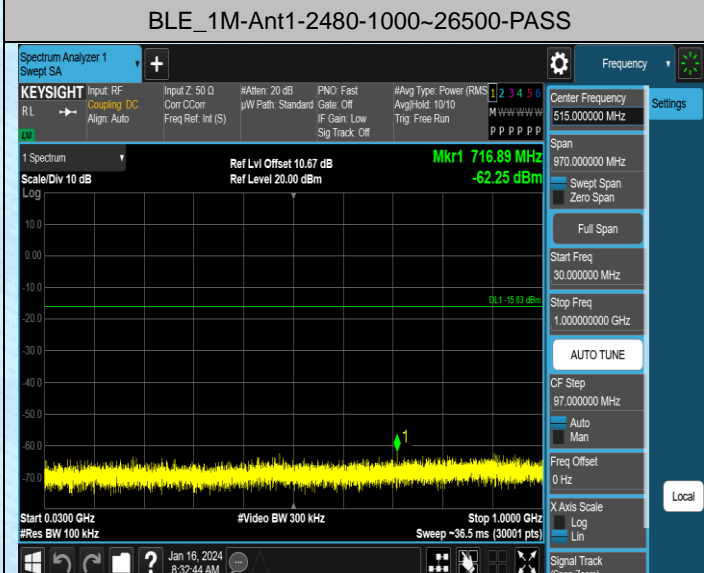 BLE_1M-Ant1-2480-1000~26500-PASS
Spectrum Analyzer 1
Swept SA
+
Frequency
KEYSIGHT
RL
LXI
Input: RF
Coupling: DC
Align: Auto
Input Z: 50 Ω
Corr CCorr
Freq Ref: Int (S)
#Atten: 20 dB
µW Path: Standard
PNO: Fast
Gate: Off
IF Gain: Low
Sig Track: Off
#Avg Type: Power (RMS
Avg|Hold: 10/10
Trig: Free Run
1 2 3 4 5 6
M W W W W W
P P P P P P
1 Spectrum
Scale/Div 10 dB
Log
Ref Lvl Offset 10.67 dB
Ref Level 20.00 dBm
Mkr1 716.89 MHz
-62.25 dBm
10.0
0.00
-10.0
DL1 -15.83 dBm
-20.0
-30.0
-40.0
-50.0
-60.0
-70.0
1
Start 0.0300 GHz
#Res BW 100 kHz
#Video BW 300 kHz
Stop 1.0000 GHz
Sweep ~36.5 ms (30001 pts)
Center Frequency
515.000000 MHz
Settings
Span
970.000000 MHz
Swept Span
Zero Span
Full Span
Start Freq
30.000000 MHz
Stop Freq
1.000000000 GHz
AUTO TUNE
CF Step
97.000000 MHz
Auto
Man
Freq Offset
0 Hz
X Axis Scale
Log
Lin
Local
Signal Track
(Span Zoom)
?
Jan 16, 2024
8:32:44 AM